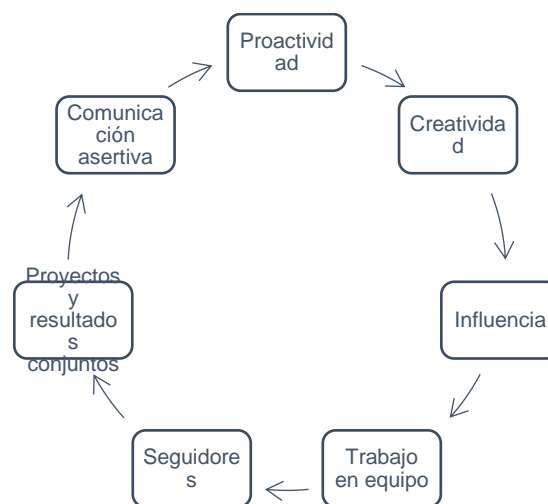 Proactivid
ad
Creativida
d
Influencia
Trabajo
en equipo
Seguidore
s
Proyectos
y
resultado
s
conjuntos
Comunica
ción
asertiva